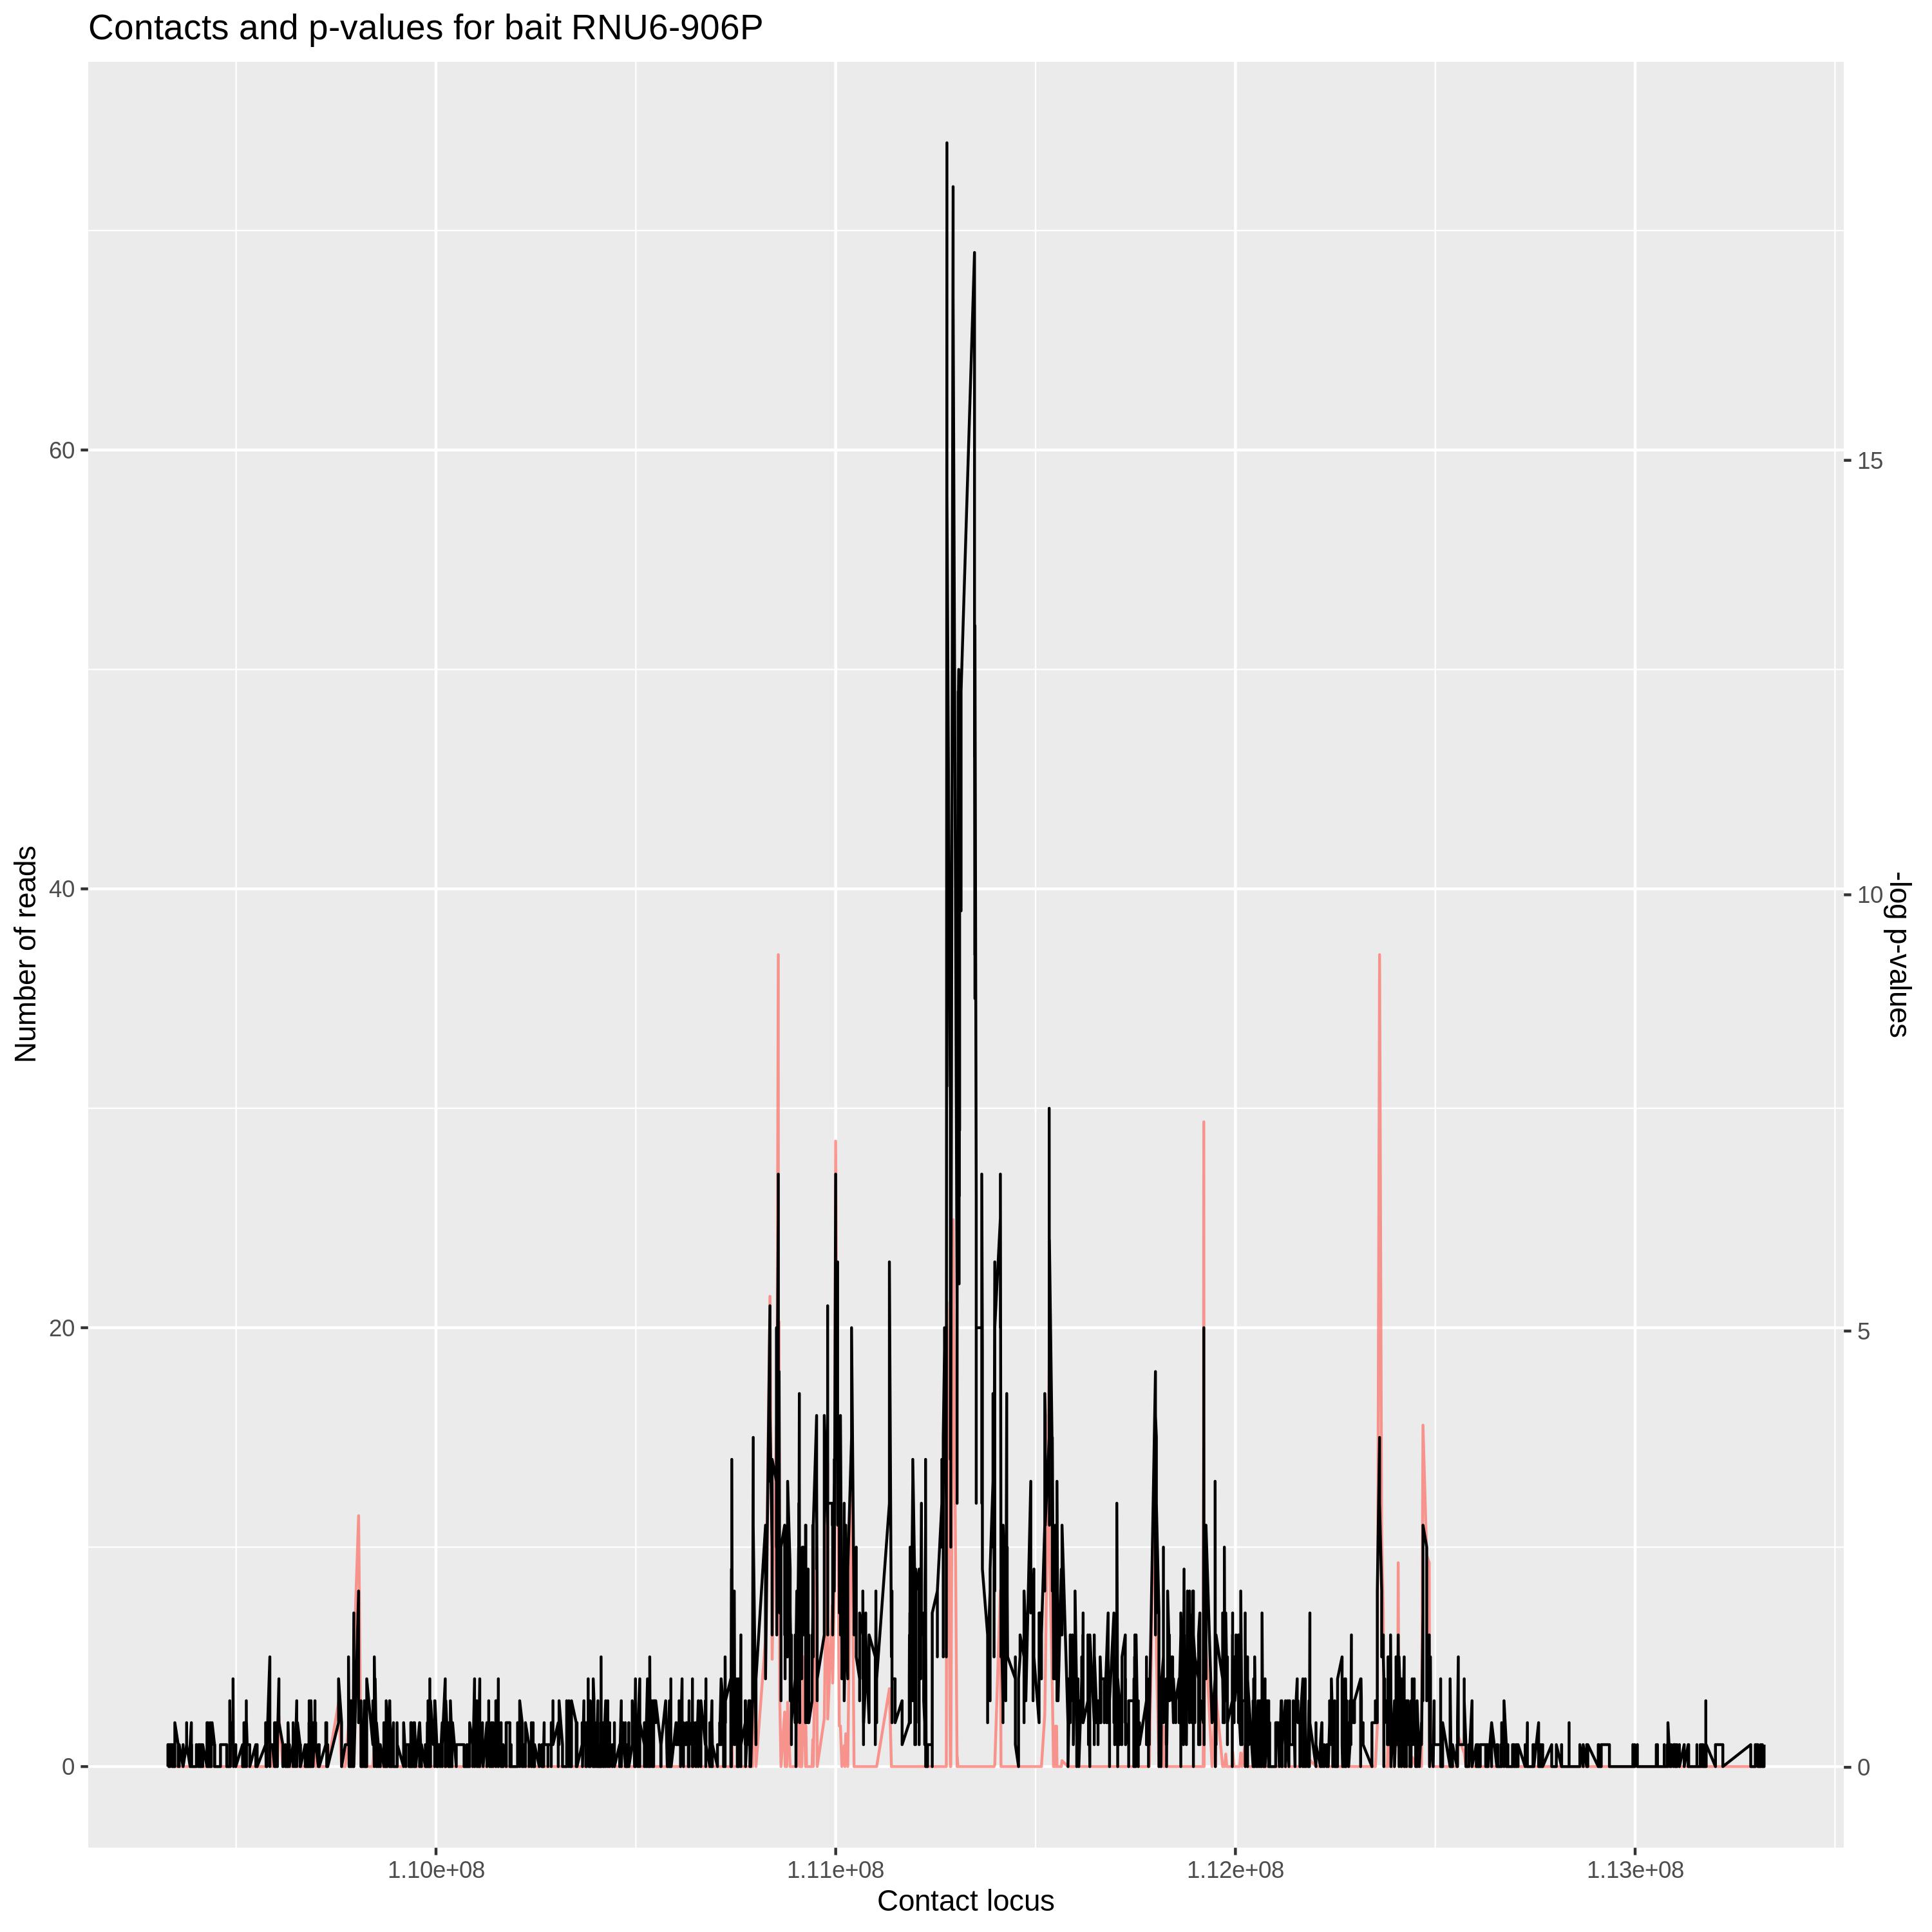 Contacts and p-values for bait RNU6-906P
60
40
20
0
Number of reads
15
10
5
0
-log p-values
1.10e+08
1.11e+08
1.12e+08
1.13e+08
Contact locus